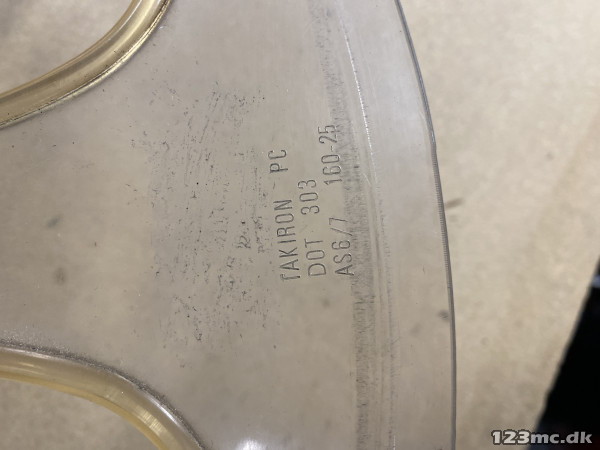 TAKIRON PC
DOT 303
AS6/7 160-25
123mc.dk